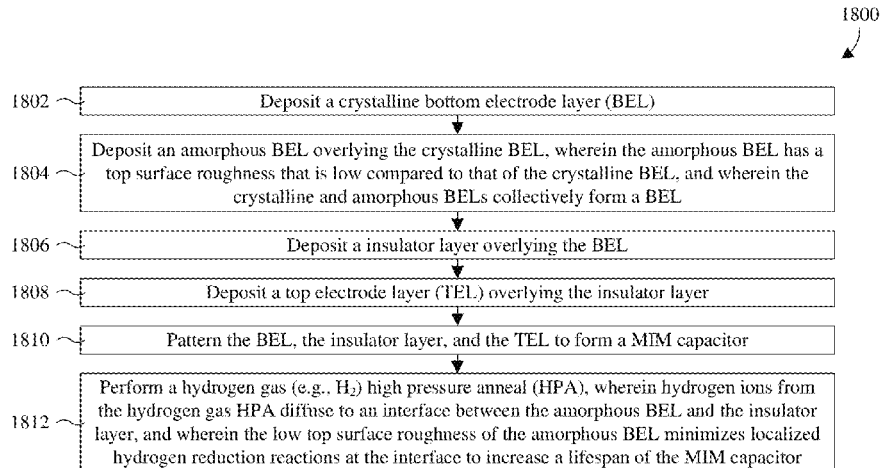 1800
1802
Deposit a crystalline bottom electrode layer (BEL)
1804
Deposit an amorphous BEL overlying the crystalline BEL, wherein the amorphous BEL has a
top surface roughness that is low compared to that of the crystalline BEL, and wherein the
crystalline and amorphous BELs collectively form a BEL
1806
Deposit a insulator layer overlying the BEL
1808
Deposit a top electrode layer (TEL) overlying the insulator layer
1810
Pattern the BEL, the insulator layer, and the TEL to form a MIM capacitor
1812
Perform a hydrogen gas (e.g., H₂) high pressure anneal (HPA), wherein hydrogen ions from
the hydrogen gas HPA diffuse to an interface between the amorphous BEL and the insulator
layer, and wherein the low top surface roughness of the amorphous BEL minimizes localized
hydrogen reduction reactions at the interface to increase a lifespan of the MIM capacitor